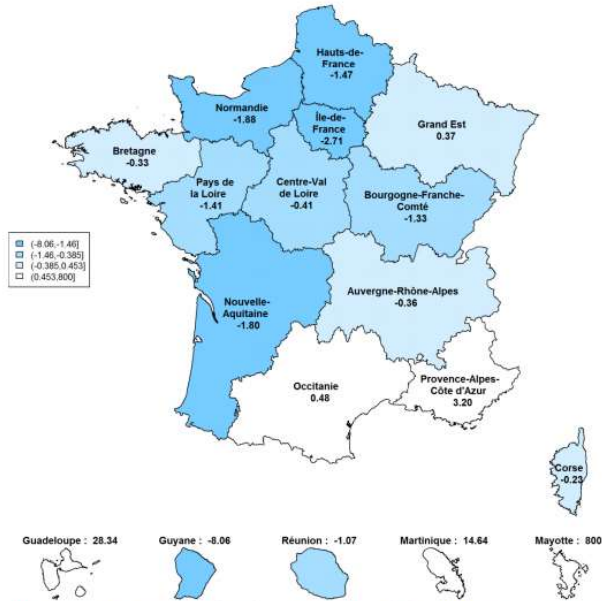 Hauts-de-
France
-1.47
Normandie
-1.88
Île-de-
France
-2.71
Grand Est
0.37
Bretagne
-0.33
Pays de
la Loire
-1.41
Centre-Val
de Loire
-0.41
Bourgogne-Franche-
Comté
-1.33
(-8.06,-1.46]
(-1.46,-0.385]
(-0.385,0.453]
(0.453,800]
Nouvelle-
Aquitaine
-1.80
Auvergne-Rhône-Alpes
-0.36
Occitanie
0.48
Provence-Alpes-
Côte d'Azur
3.20
Corse
-0.23
Guadeloupe : 28.34
Guyane : -8.06
Réunion : -1.07
Martinique : 14.64
Mayotte : 800